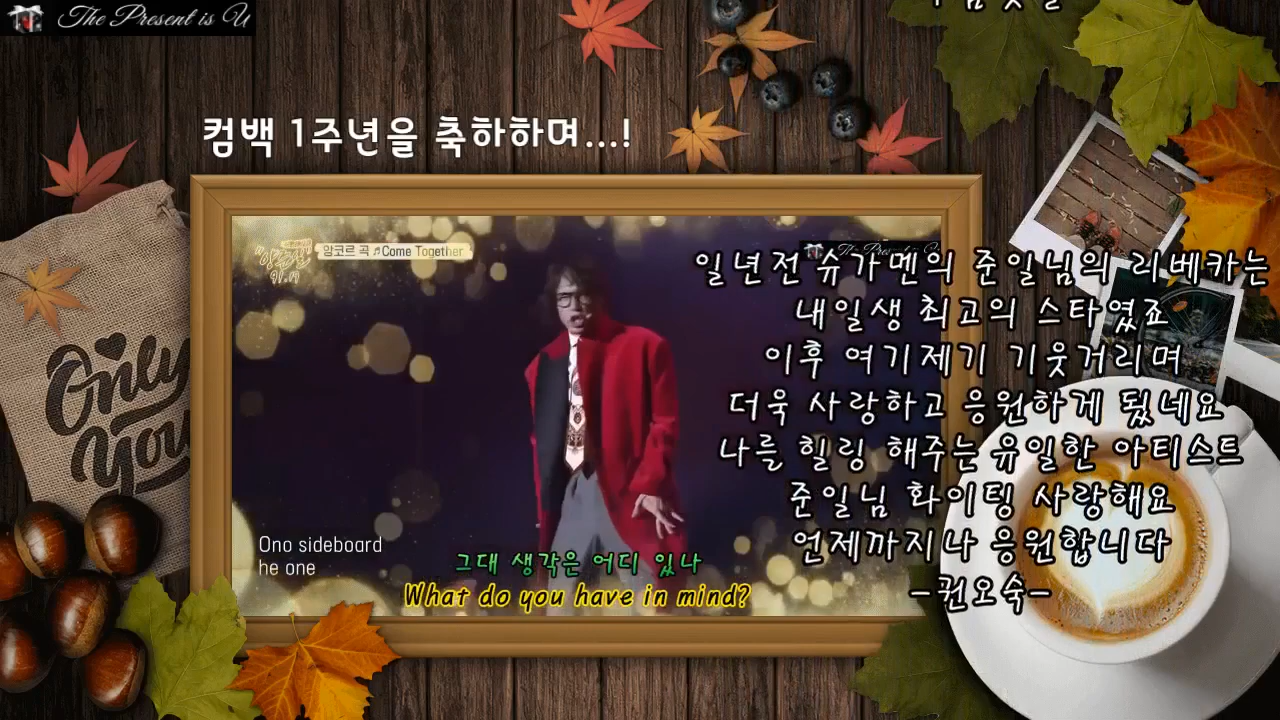 The Present is U
컴백 1주년을 축하하며...!
앙코르 곡 ♬Come Together
91.19
일년전 슈가멘의 준일님의 리베카는
내일생 최고의 스타였죠
이후 여기제기 기웃거리며
더욱 사랑하고 응원하게 됬네요
나를 힐링 해주는 유일한 아티스트
준일님 화이팅 사랑해요
언제까지나 응원합니다
-권오숙-
Only
You
Ono sideboard
he one
그대 생각은 어디 있나
What do you have in mind?